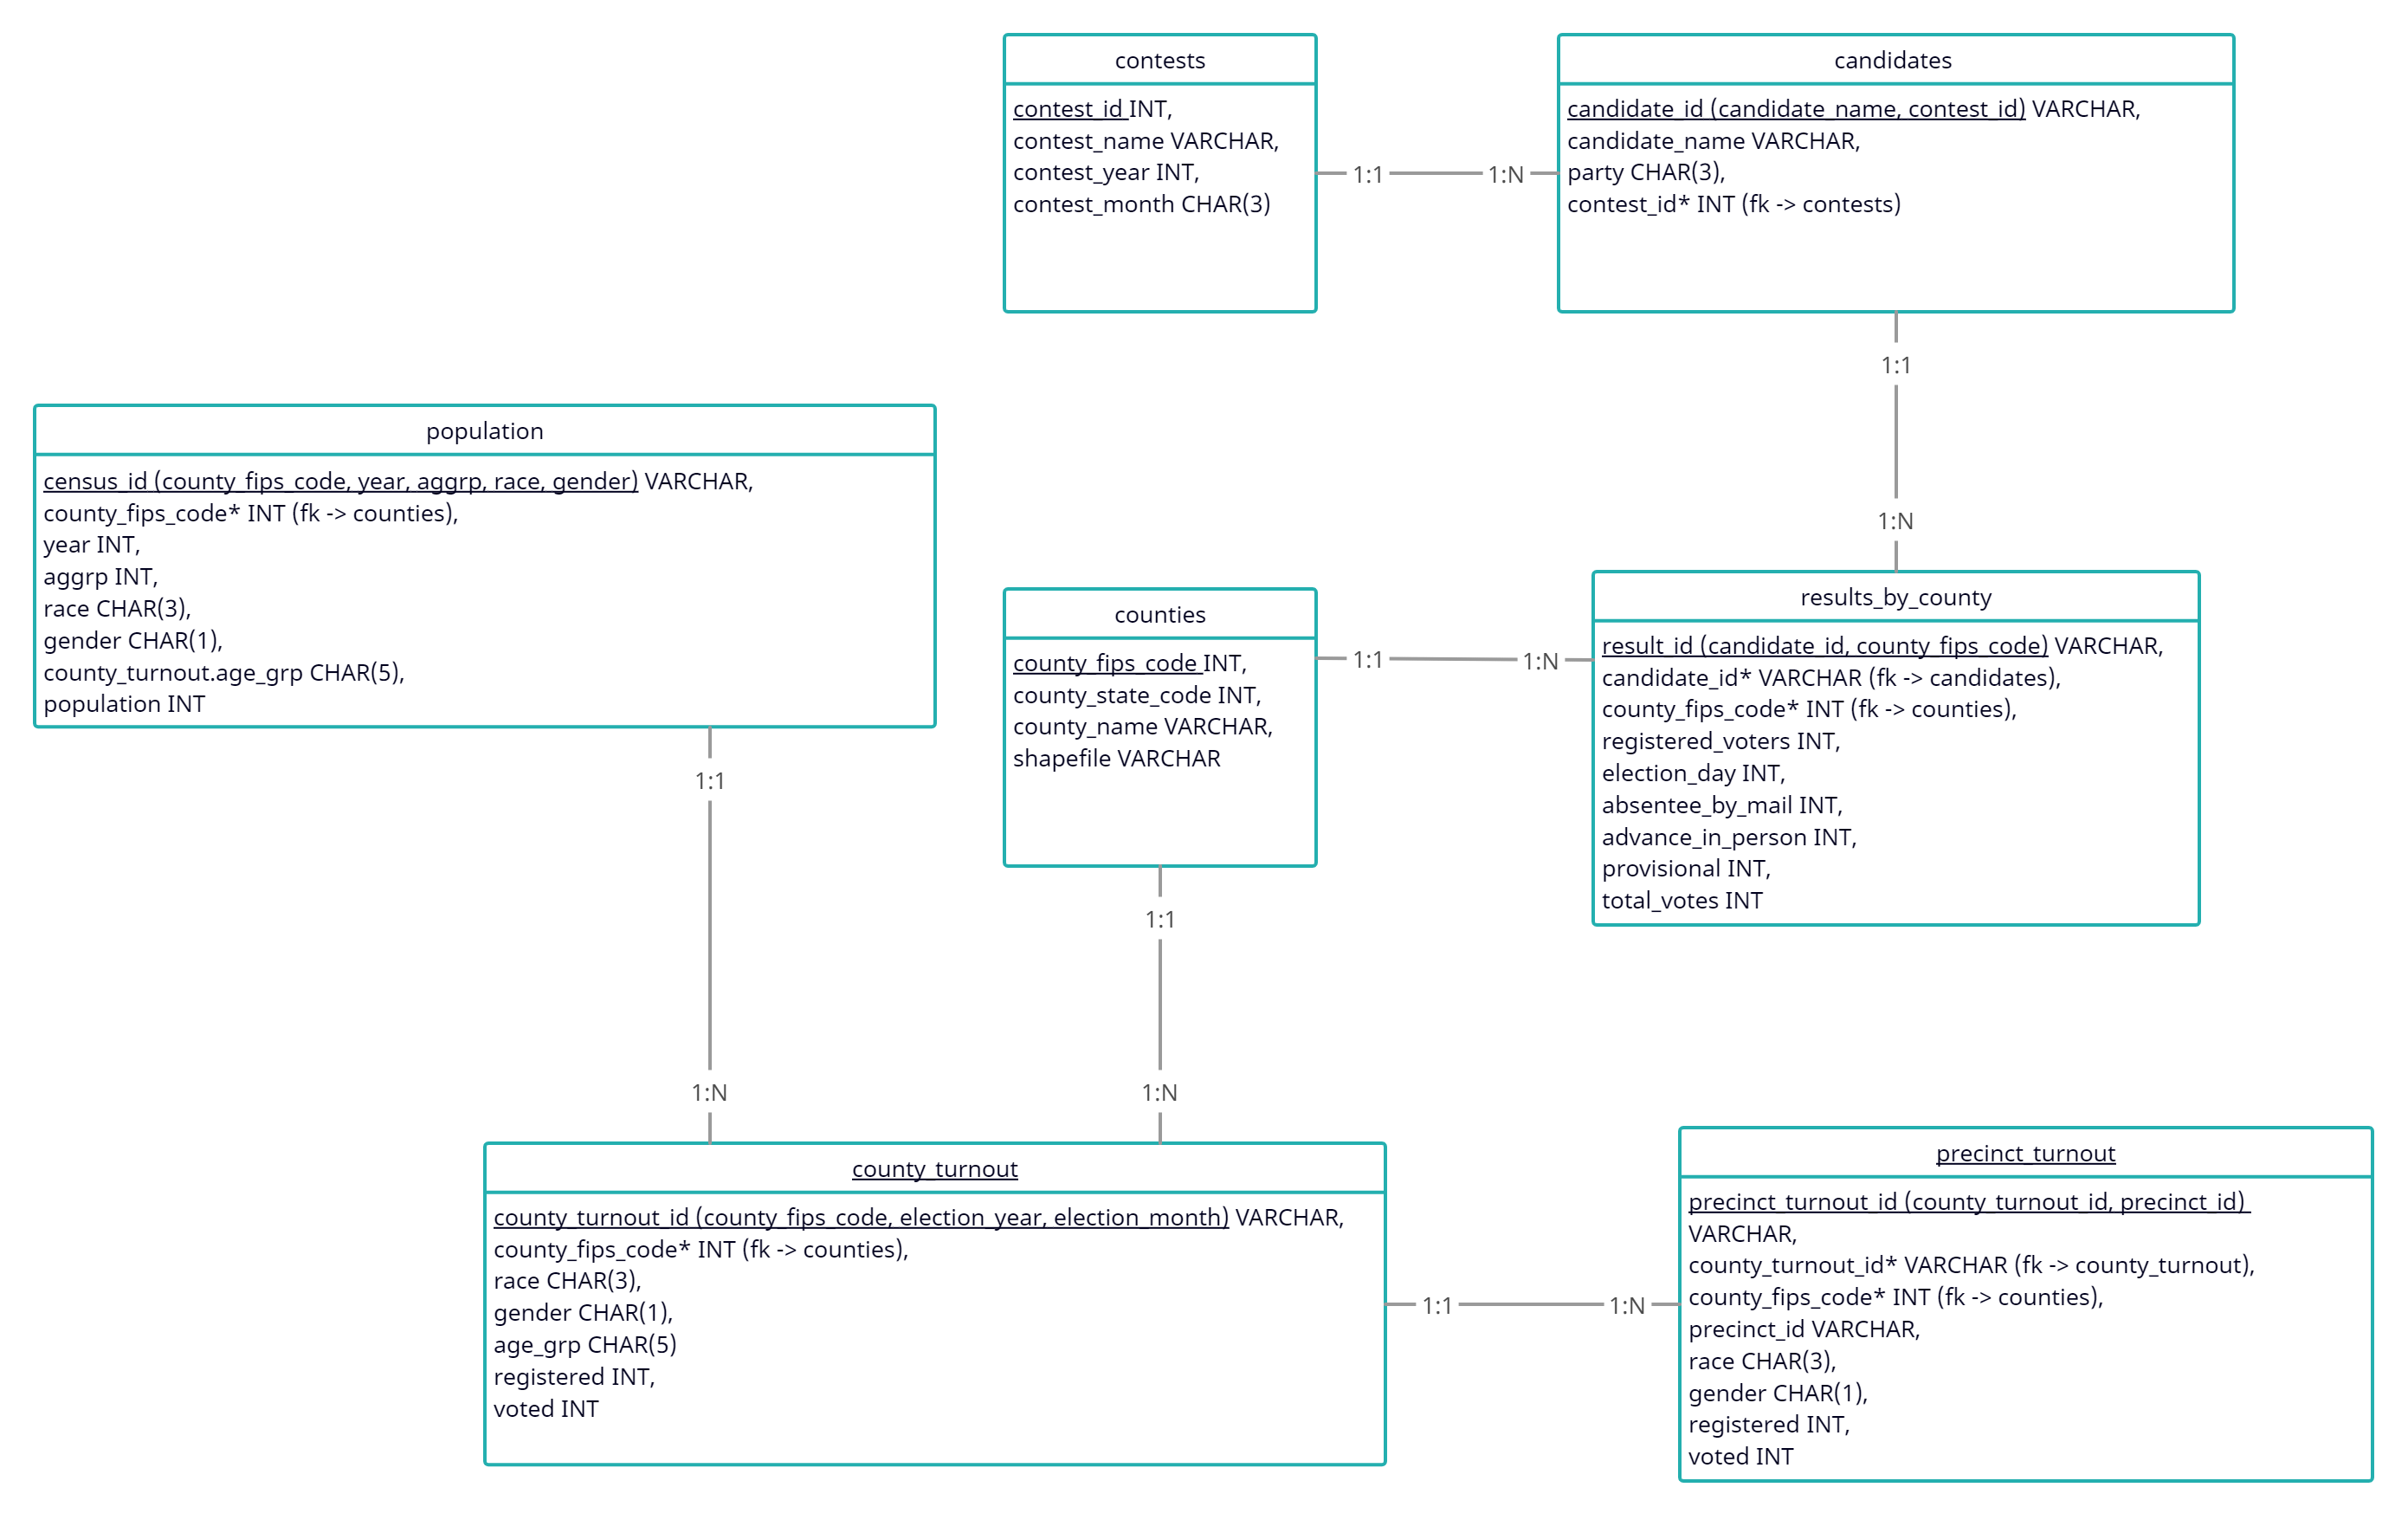 contests
contest_id INT,
contest_name VARCHAR,
contest_year INT,
contest_month CHAR(3)
1:1
1:N
candidates
candidate_id (candidate_name, contest_id) VARCHAR,
candidate_name VARCHAR,
party CHAR(3),
contest_id* INT (fk -> contests)
1:1
1:N
population
census_id (county_fips_code, year, aggrp, race, gender) VARCHAR,
county_fips_code* INT (fk -> counties),
year INT,
aggrp INT,
race CHAR(3),
gender CHAR(1),
county_turnout.age_grp CHAR(5),
population INT
1:1
1:N
counties
county_fips_code INT,
county_state_code INT,
county_name VARCHAR,
shapefile VARCHAR
1:1
1:N
results_by_county
result_id (candidate_id, county_fips_code) VARCHAR,
candidate_id* VARCHAR (fk -> candidates),
county_fips_code* INT (fk -> counties),
registered_voters INT,
election_day INT,
absentee_by_mail INT,
advance_in_person INT,
provisional INT,
total_votes INT
1:1
1:N
county_turnout
county_turnout_id (county_fips_code, election_year, election_month) VARCHAR,
county_fips_code* INT (fk -> counties),
race CHAR(3),
gender CHAR(1),
age_grp CHAR(5)
registered INT,
voted INT
1:1
1:N
precinct_turnout
precinct_turnout_id (county_turnout_id, precinct_id)
VARCHAR,
county_turnout_id* VARCHAR (fk -> county_turnout),
county_fips_code* INT (fk -> counties),
precinct_id VARCHAR,
race CHAR(3),
gender CHAR(1),
registered INT,
voted INT